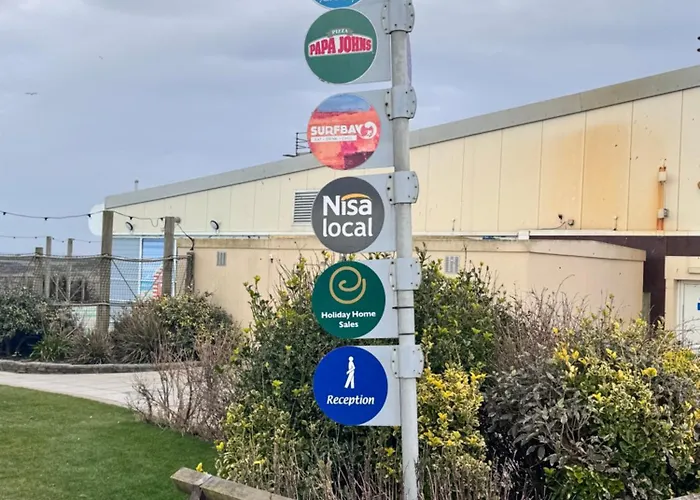 PIZZA
PAPA JOHNS
SURFBAY
Nisa
local
Holiday Home
Sales
Reception